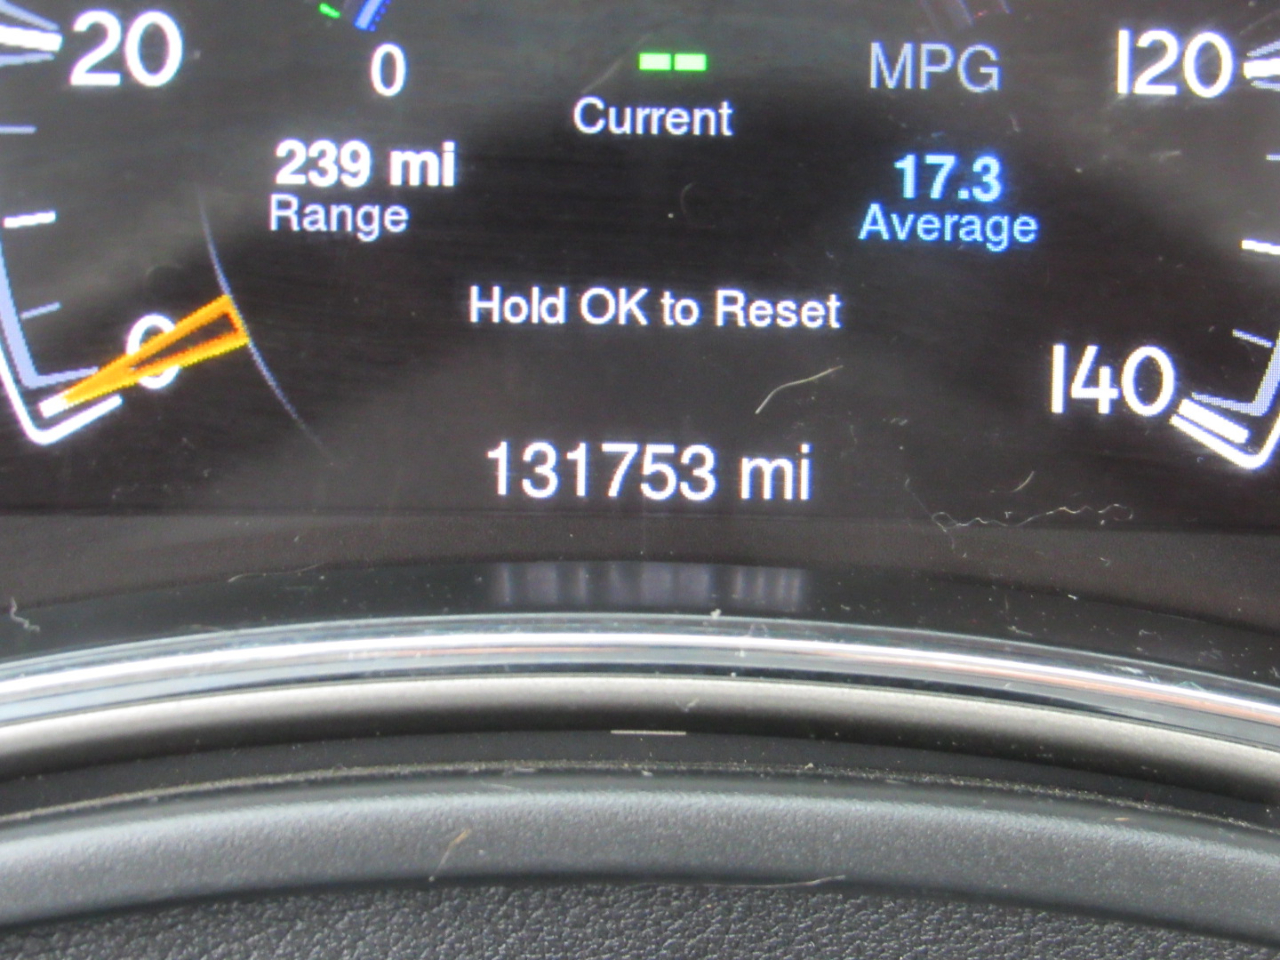 20
0
Current
MPG
120
239 mi
Range
17.3
Average
Hold OK to Reset
0
140
131753 mi